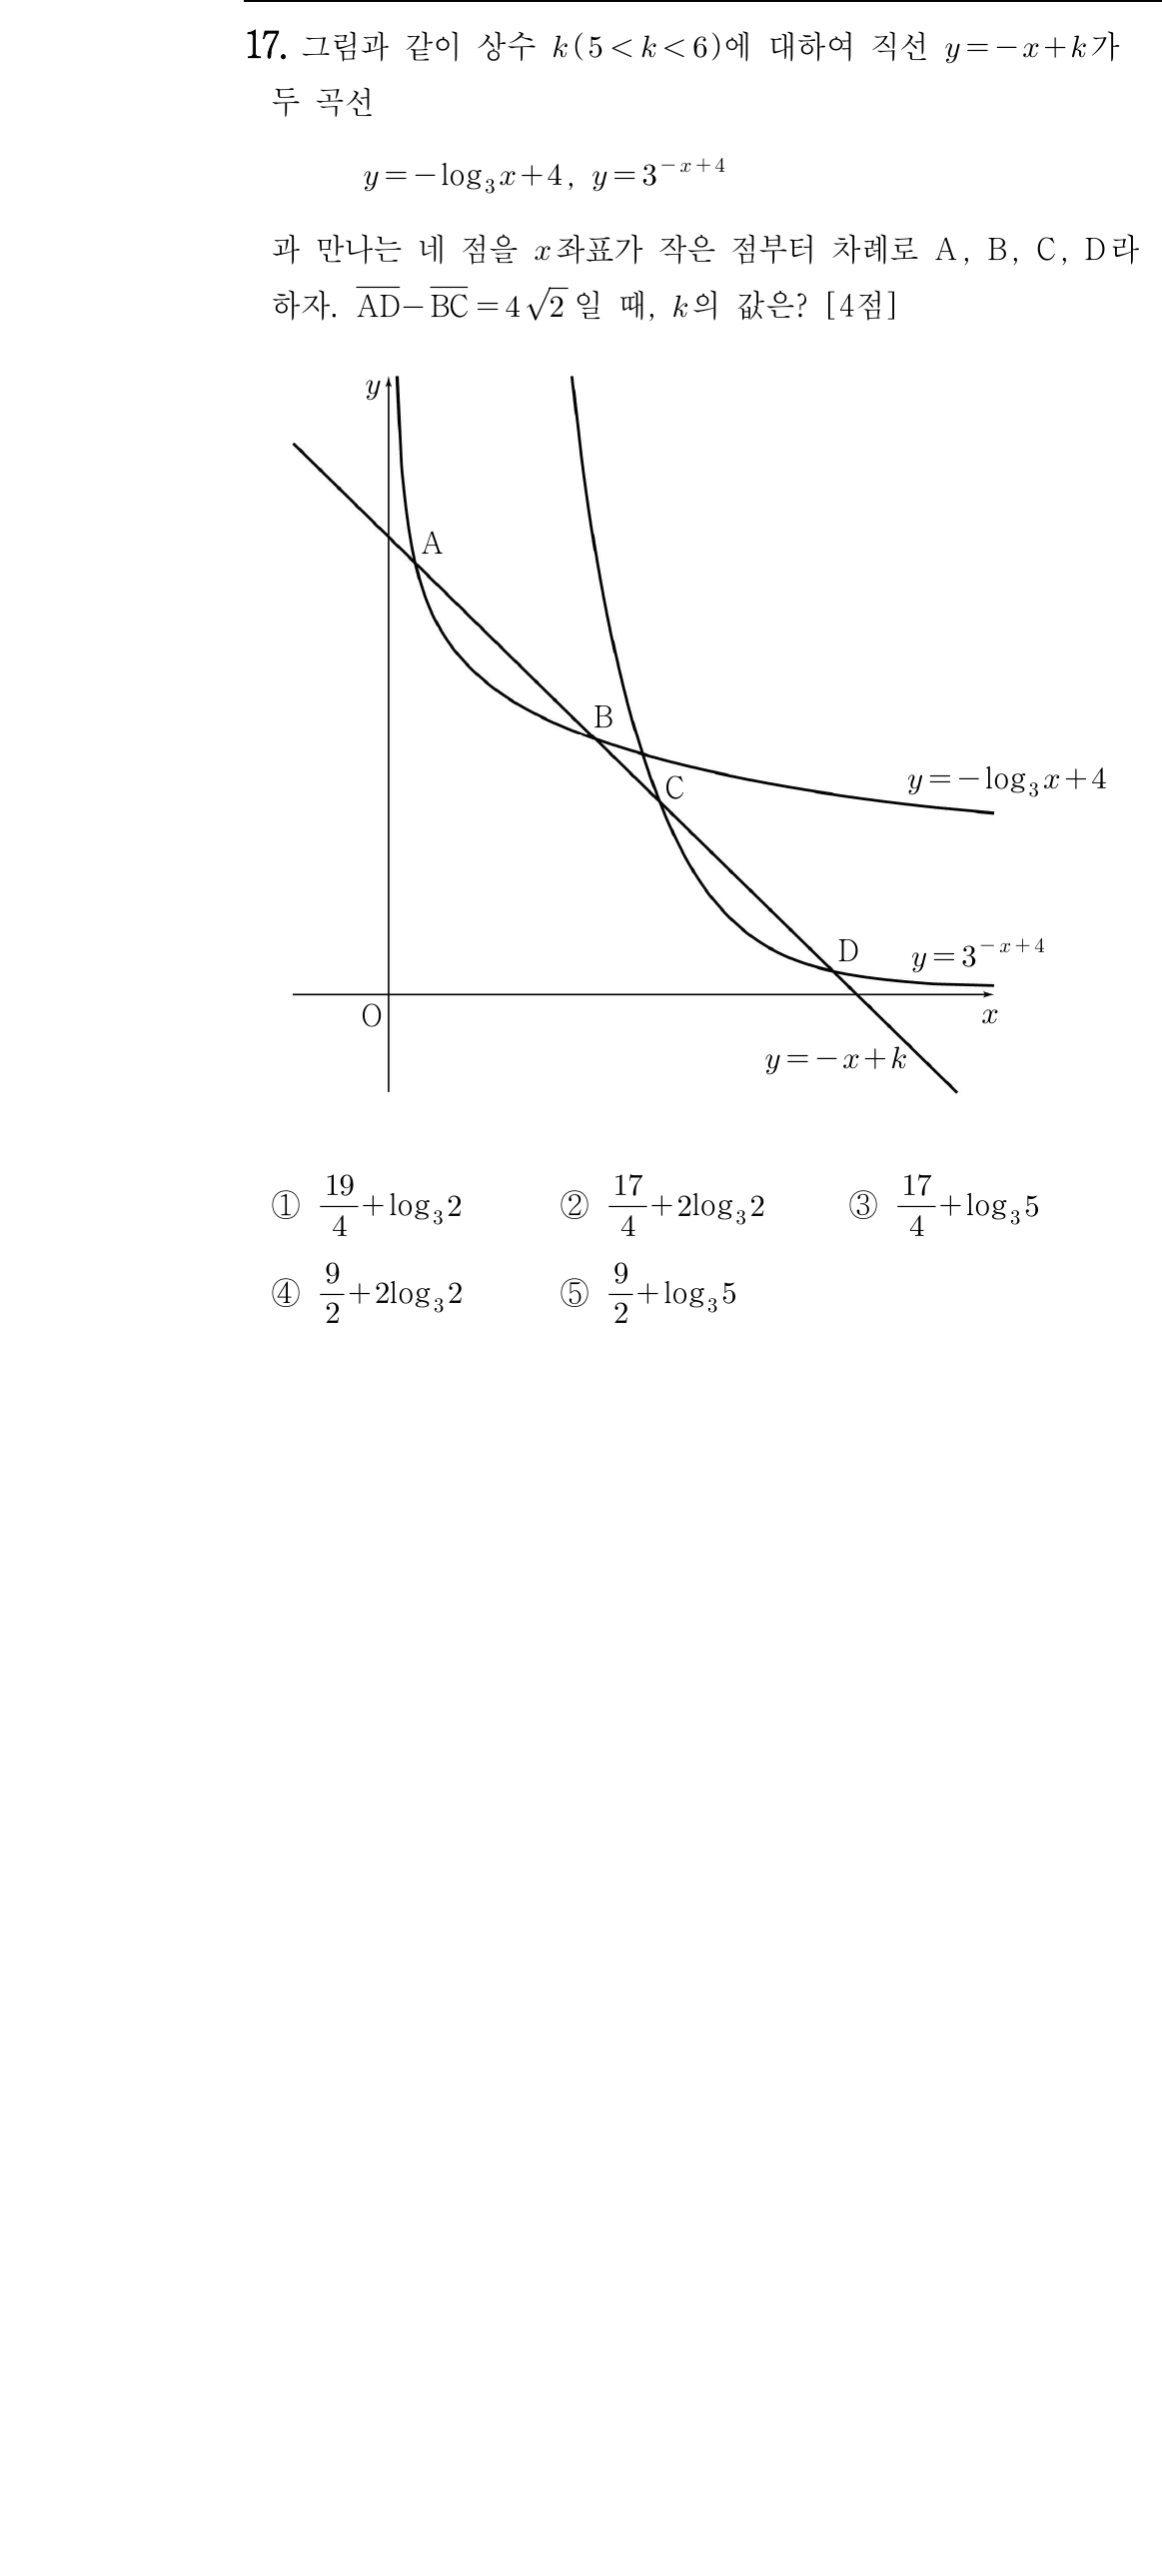 17. 그림과 같이 상수 k(5<k<6)에 대하여 직선 y=-x+k가
두 곡선
y=-log₃x+4, y=3^{-x+4}
과 만나는 네 점을 x좌표가 작은 점부터 차례로 A, B, C, D라
하자. \overline{AD}-\overline{BC}=4√2일 때, k의 값은? [4점]
y
A
B
C
y=-log₃x+4
D
y=3^{-x+4}
O
x
y=-x+k
① 19/4+log₃2 ② 17/4+2log₃2 ③ 17/4+log₃5
④ 9/2+2log₃2 ⑤ 9/2+log₃5